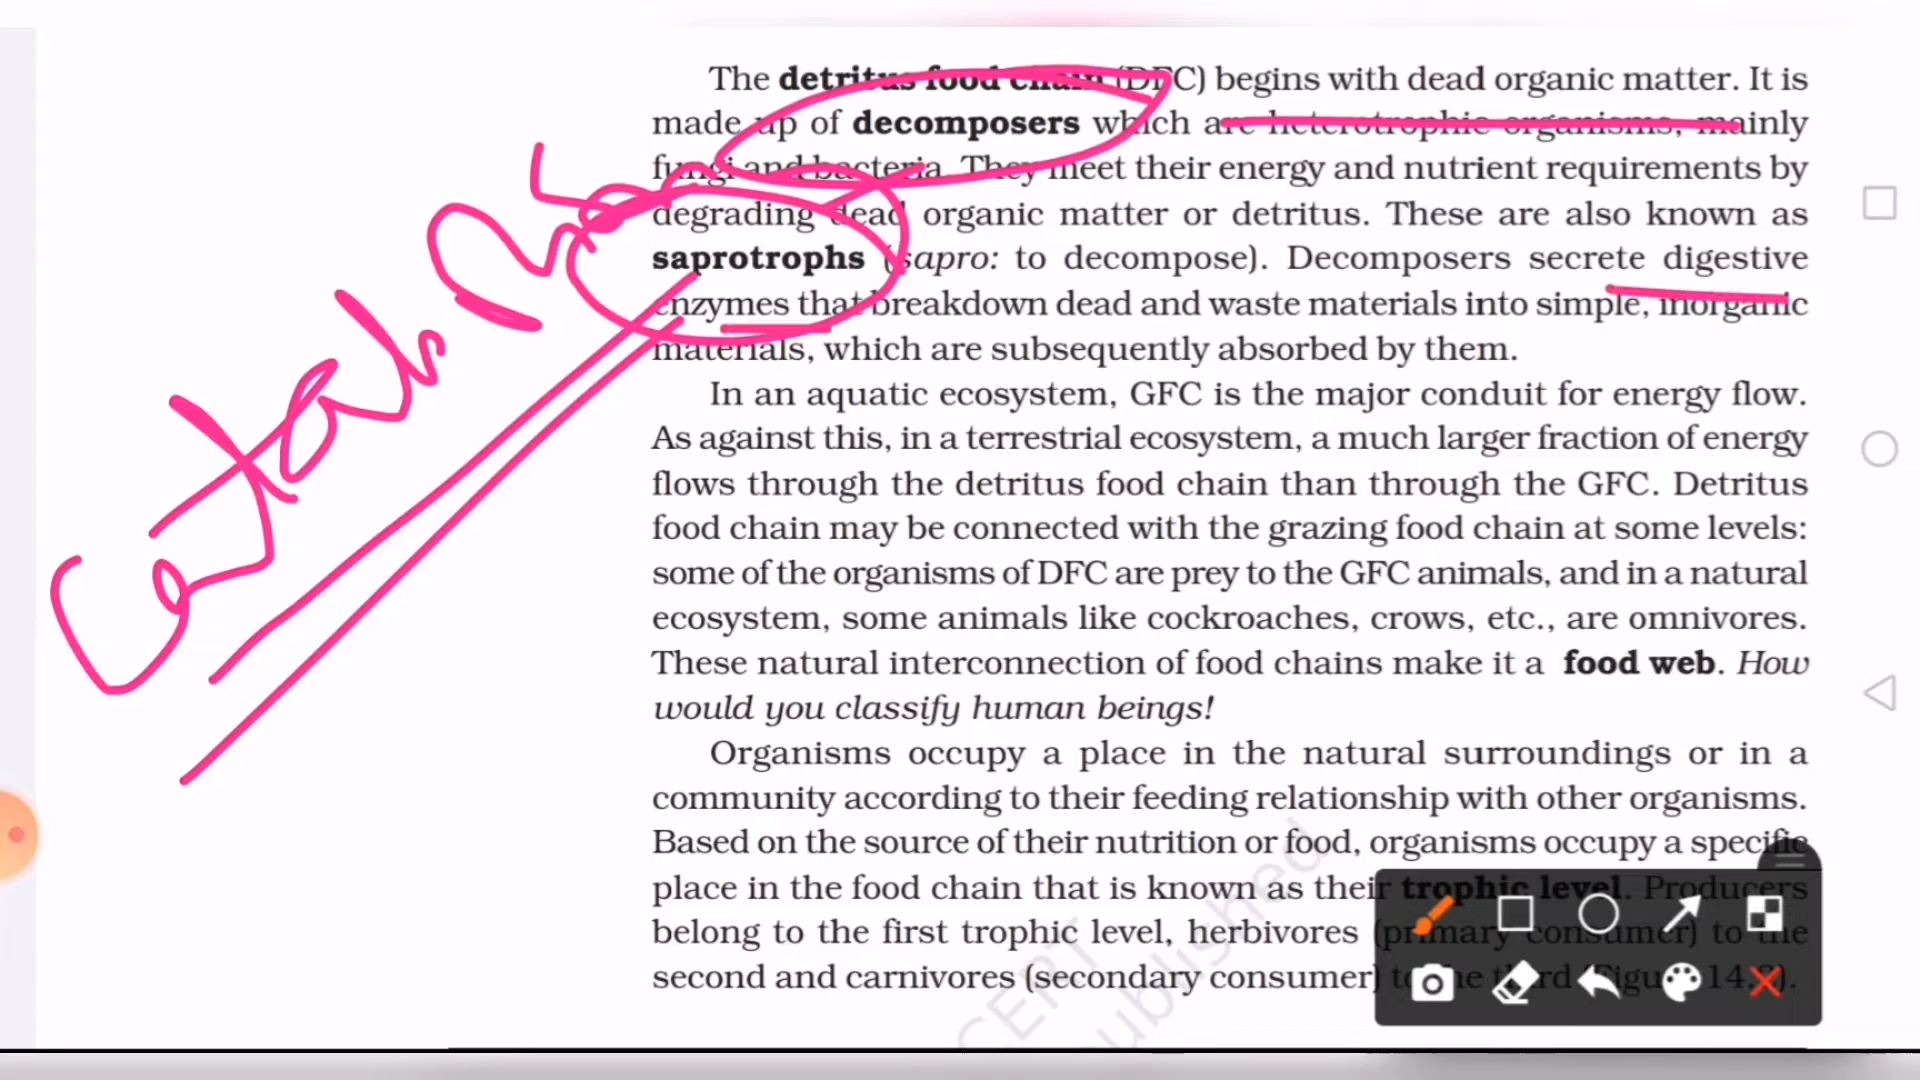 The detritus food chain (DFC) begins with dead organic matter. It is
made up of decomposers which are heterotrophic organisms, mainly
fungi and bacteria. They meet their energy and nutrient requirements by
degrading dead organic matter or detritus. These are also known as
saprotrophs (sapro: to decompose). Decomposers secrete digestive
enzymes that breakdown dead and waste materials into simple, inorganic
materials, which are subsequently absorbed by them.
In an aquatic ecosystem, GFC is the major conduit for energy flow.
As against this, in a terrestrial ecosystem, a much larger fraction of energy
flows through the detritus food chain than through the GFC. Detritus
food chain may be connected with the grazing food chain at some levels:
some of the organisms of DFC are prey to the GFC animals, and in a natural
ecosystem, some animals like cockroaches, crows, etc., are omnivores.
These natural interconnection of food chains make it a food web. How
would you classify human beings!
Organisms occupy a place in the natural surroundings or in a
community according to their feeding relationship with other organisms.
Based on the source of their nutrition or food, organisms occupy a specific
place in the food chain that is known as their trophic level. Producers
belong to the first trophic level, herbivores (primary consumer) to the
second and carnivores (secondary consumer) to the third (Figure 14.